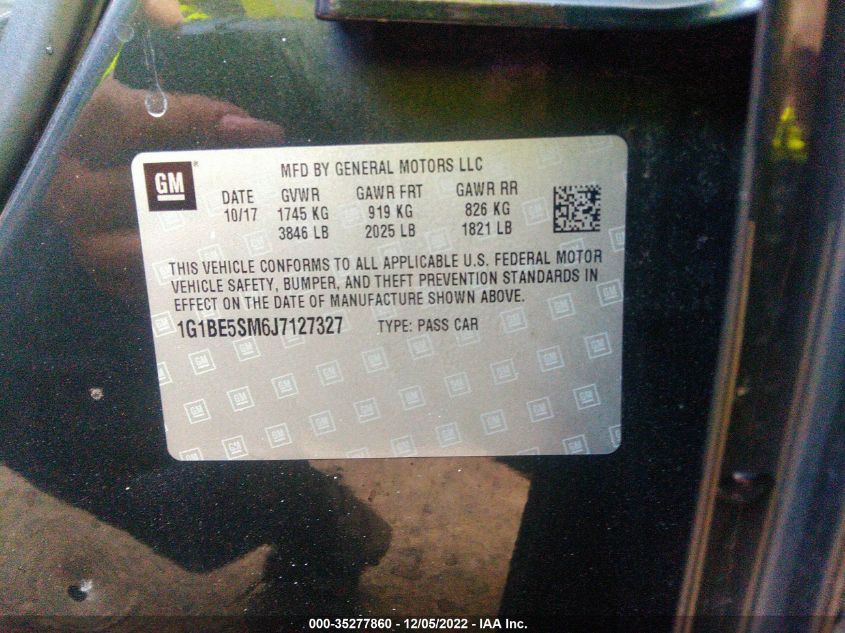 GM
MFD BY GENERAL MOTORS LLC
DATE GVWR GAWR FRT GAWR RR
10/17 1745 KG 919 KG 826 KG
3846 LB 2025 LB 1821 LB
THIS VEHICLE CONFORMS TO ALL APPLICABLE U.S. FEDERAL MOTOR
VEHICLE SAFETY, BUMPER, AND THEFT PREVENTION STANDARDS IN
EFFECT ON THE DATE OF MANUFACTURE SHOWN ABOVE.
1G1BE5SM6J7127327 TYPE: PASS CAR
000-35277860 - 12/05/2022 - IAA Inc.